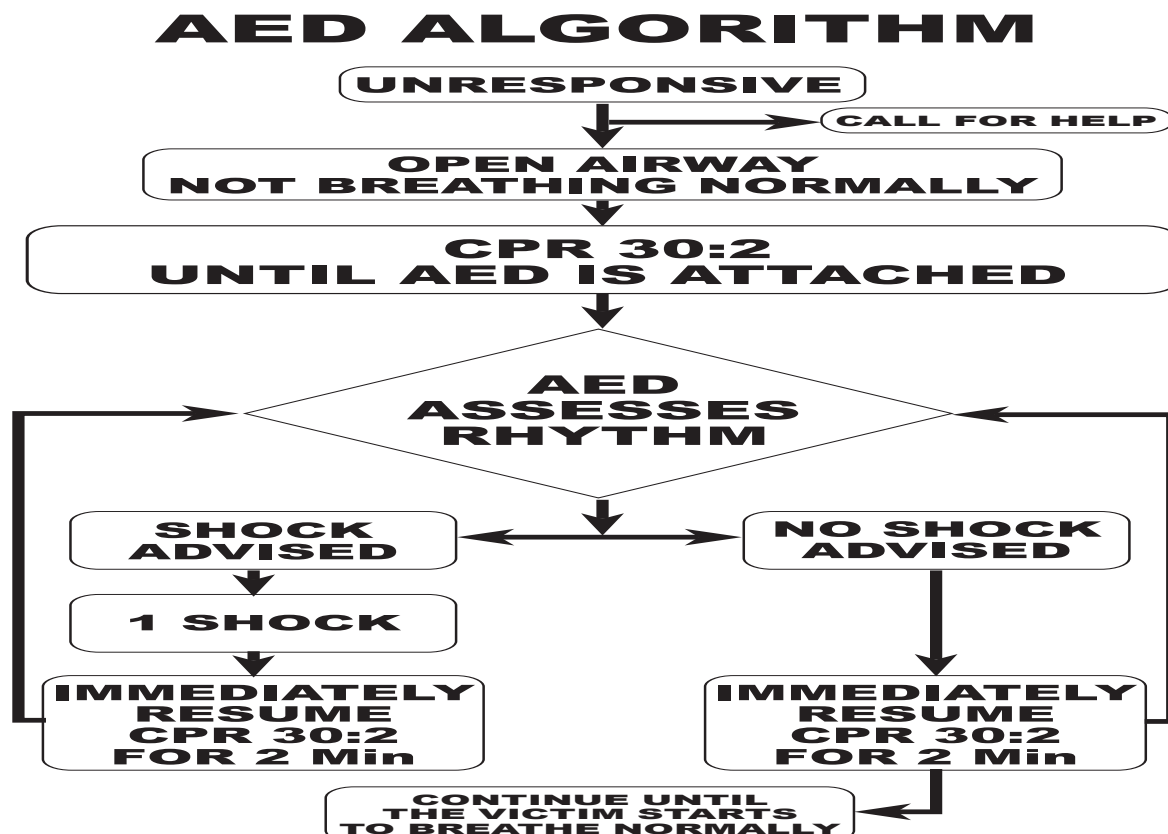 AED ALGORITHM
UNRESPONSIVE
CALL FOR HELP
OPEN AIRWAY
NOT BREATHING NORMALLY
CPR 30:2
UNTIL AED IS ATTACHED
AED
ASSESSES
RHYTHM
SHOCK
ADVISED
NO SHOCK
ADVISED
1 SHOCK
IMMEDIATELY
RESUME
CPR 30:2
FOR 2 Min
IMMEDIATELY
RESUME
CPR 30:2
FOR 2 Min
CONTINUE UNTIL
THE VICTIM STARTS
TO BREATHE NORMALLY